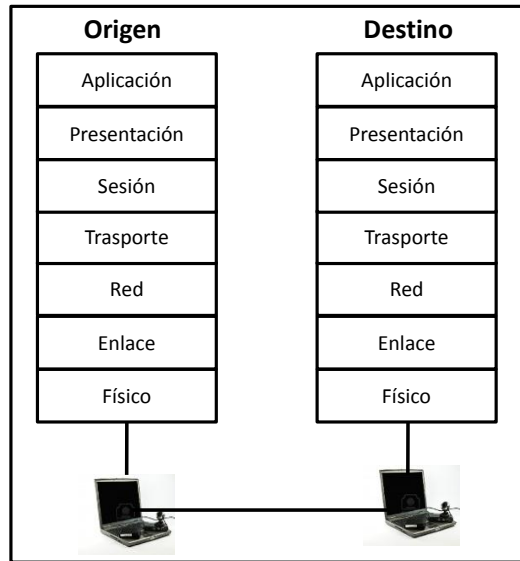 Origen
Aplicación
Presentación
Sesión
Trasporte
Red
Enlace
Físico
Destino
Aplicación
Presentación
Sesión
Trasporte
Red
Enlace
Físico